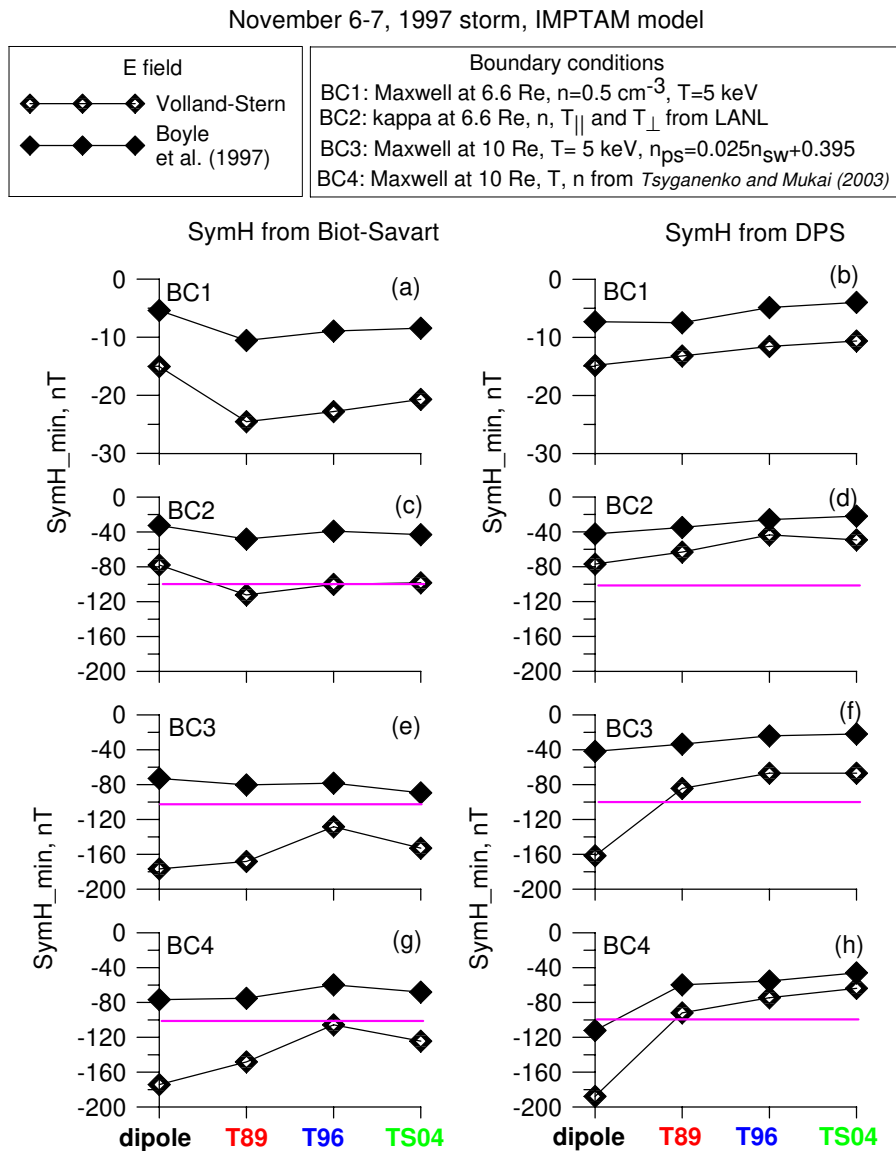 November 6-7, 1997 storm, IMPTAM model
E field
Volland-Stern
Boyle
et al. (1997)
Boundary conditions
BC1: Maxwell at 6.6 Re, n=0.5 cm-3, T=5 keV
BC2: kappa at 6.6 Re, n, T|| and T⊥ from LANL
BC3: Maxwell at 10 Re, T= 5 keV, nps=0.025nsw+0.395
BC4: Maxwell at 10 Re, T, n from Tsyganenko and Mukai (2003)
SymH from Biot-Savart
SymH from DPS
SymH_min, nT
0
-10
-20
-30
BC1
(a)
0
-10
-20
-30
BC1
(b)
0
-40
-80
-120
-160
-200
BC2
(c)
0
-40
-80
-120
-160
-200
BC2
(d)
SymH_min, nT
SymH_min, nT
0
-40
-80
-120
-160
-200
BC3
(e)
0
-40
-80
-120
-160
-200
BC3
(f)
0
-40
-80
-120
-160
-200
BC4
(g)
0
-40
-80
-120
-160
-200
BC4
(h)
SymH_min, nT
dipole T89 T96 TS04
dipole T89 T96 TS04